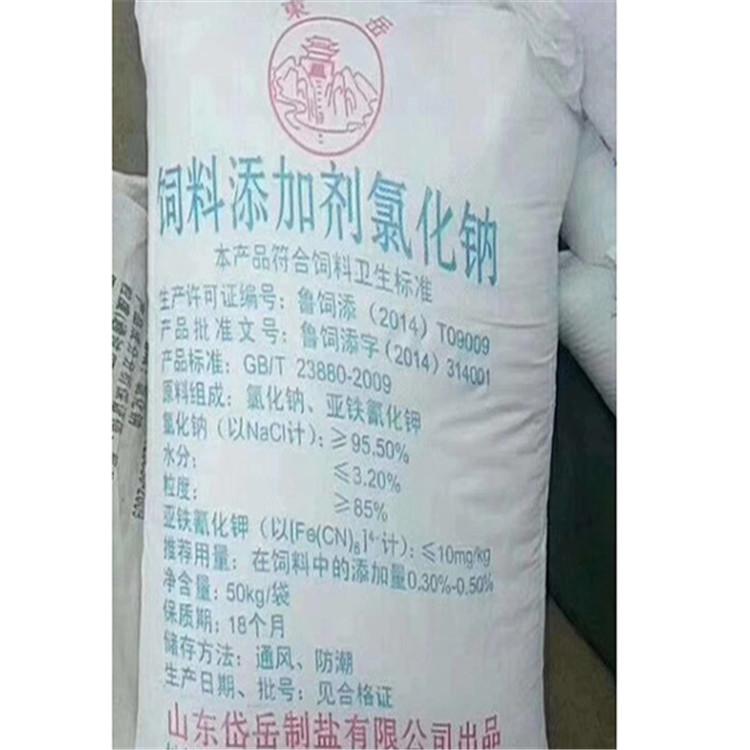 東岳
饲料添加剂氯化钠
本产品符合饲料卫生标准
生产许可证编号：鲁饲添（2014）T09009
产品批准文号：鲁饲添字（2014）314001
产品标准：GB/T 23880-2009
原料组成：氯化钠、亚铁氰化钾
氯化钠（以NaCl计）：≥95.50%
水分： ≤3.20%
粒度： ≥85%
亚铁氰化钾（以[Fe(CN)₆]⁴⁻计）：≤10mg/kg
推荐用量：在饲料中的添加量0.30%-0.50%
净含量：50kg/袋
保质期：18个月
储存方法：通风、防潮
生产日期、批号：见合格证
山东岱岳制盐有限公司出品